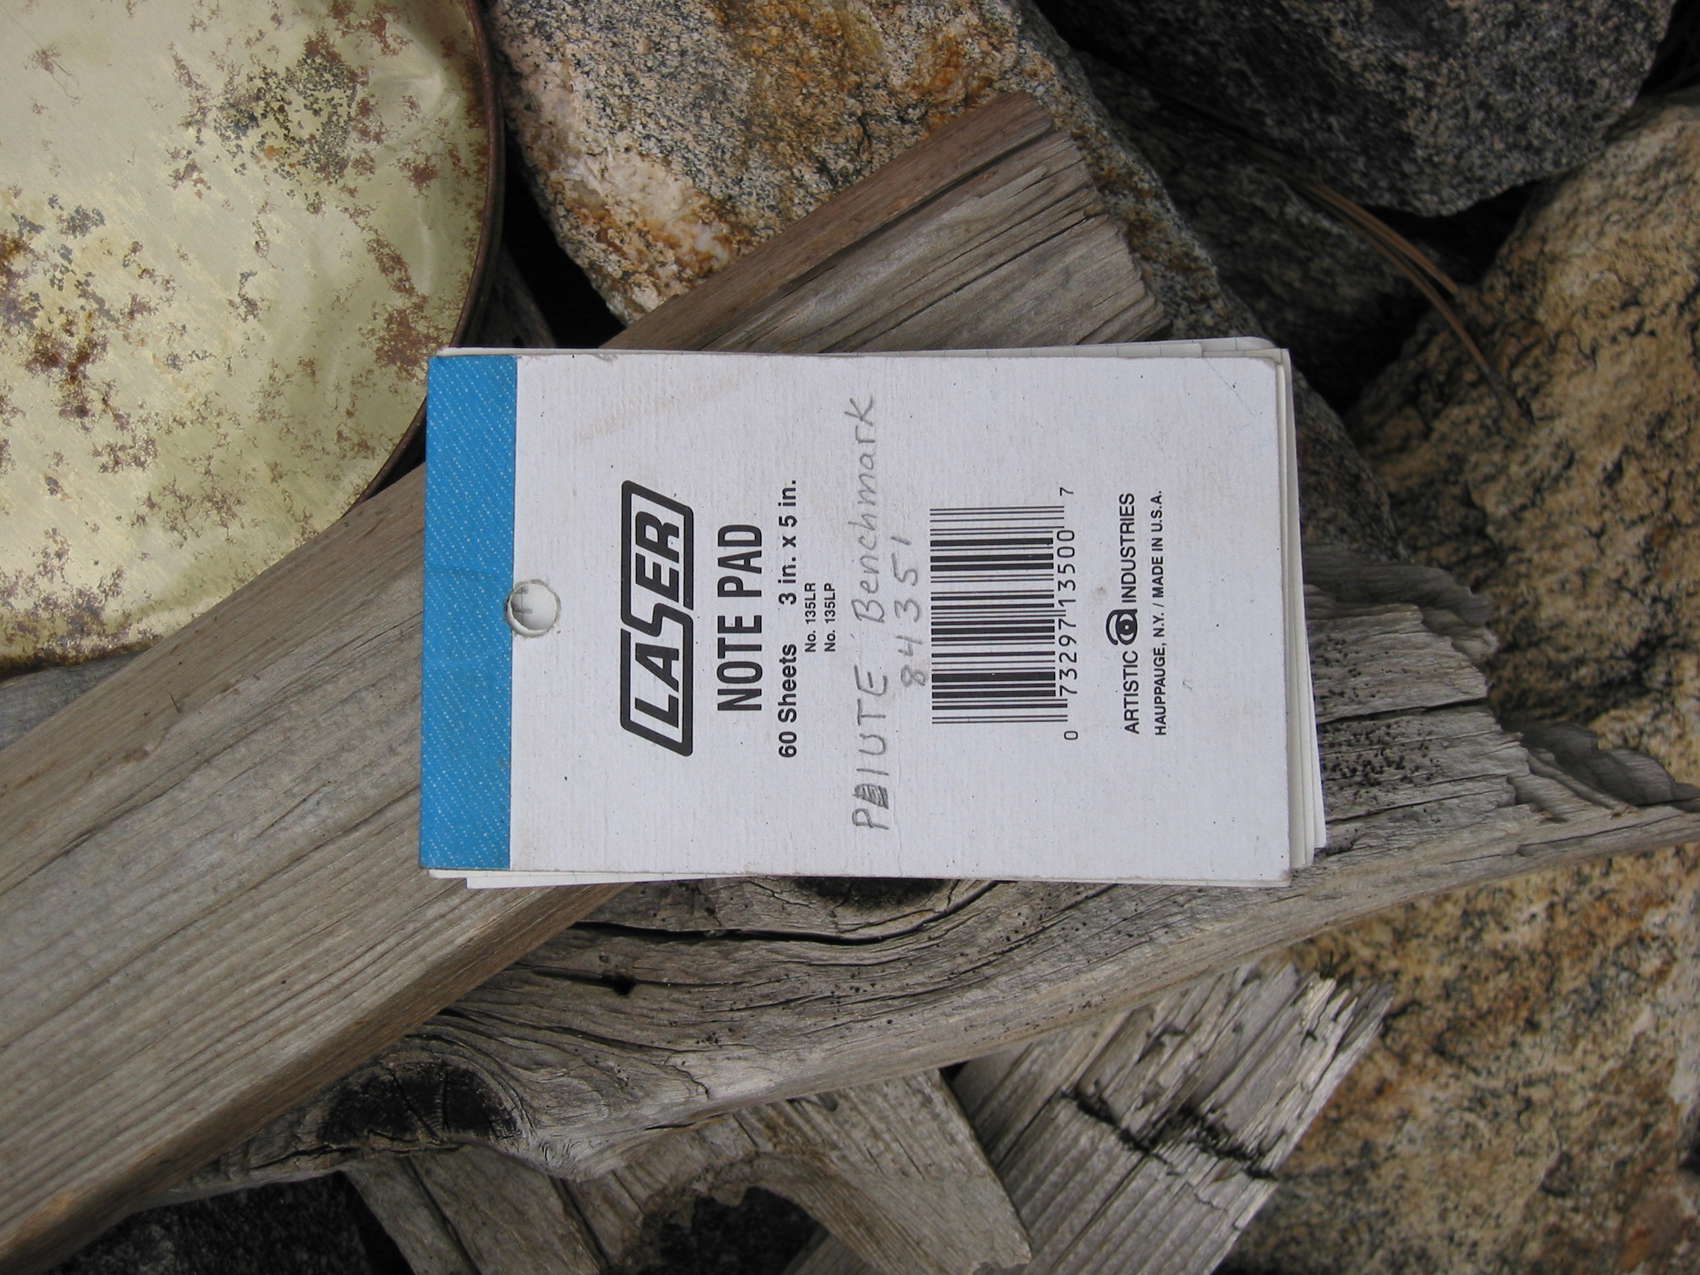 LASER
NOTE PAD
60 Sheets 3 in. x 5 in.
No. 135LR
No. 135LP
PAIUTE Benchmark
8435'
0 73297 13500 7
ARTISTIC a INDUSTRIES
HAUPPAUGE, N.Y. / MADE IN U.S.A.